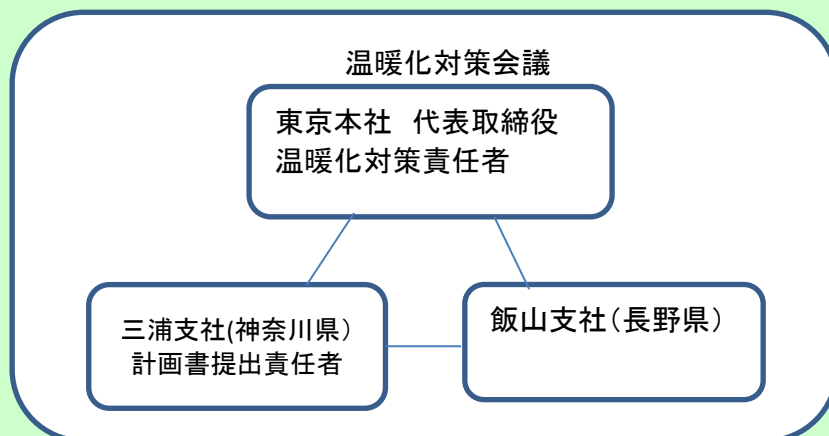 温暖化対策会議
東京本社　代表取締役
温暖化対策責任者
三浦支社(神奈川県）
計画書提出責任者
飯山支社（長野県）